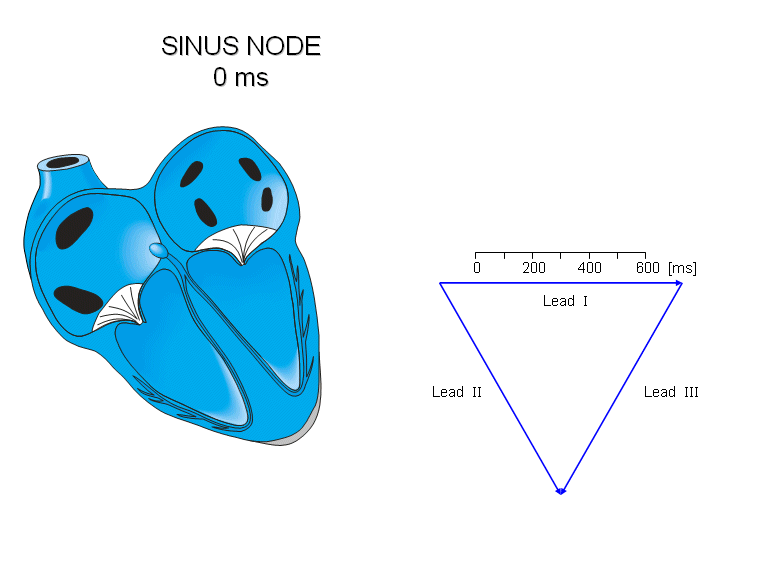 SINUS NODE
0 ms
0 200 400 600 [ms]
Lead I
Lead II
Lead III